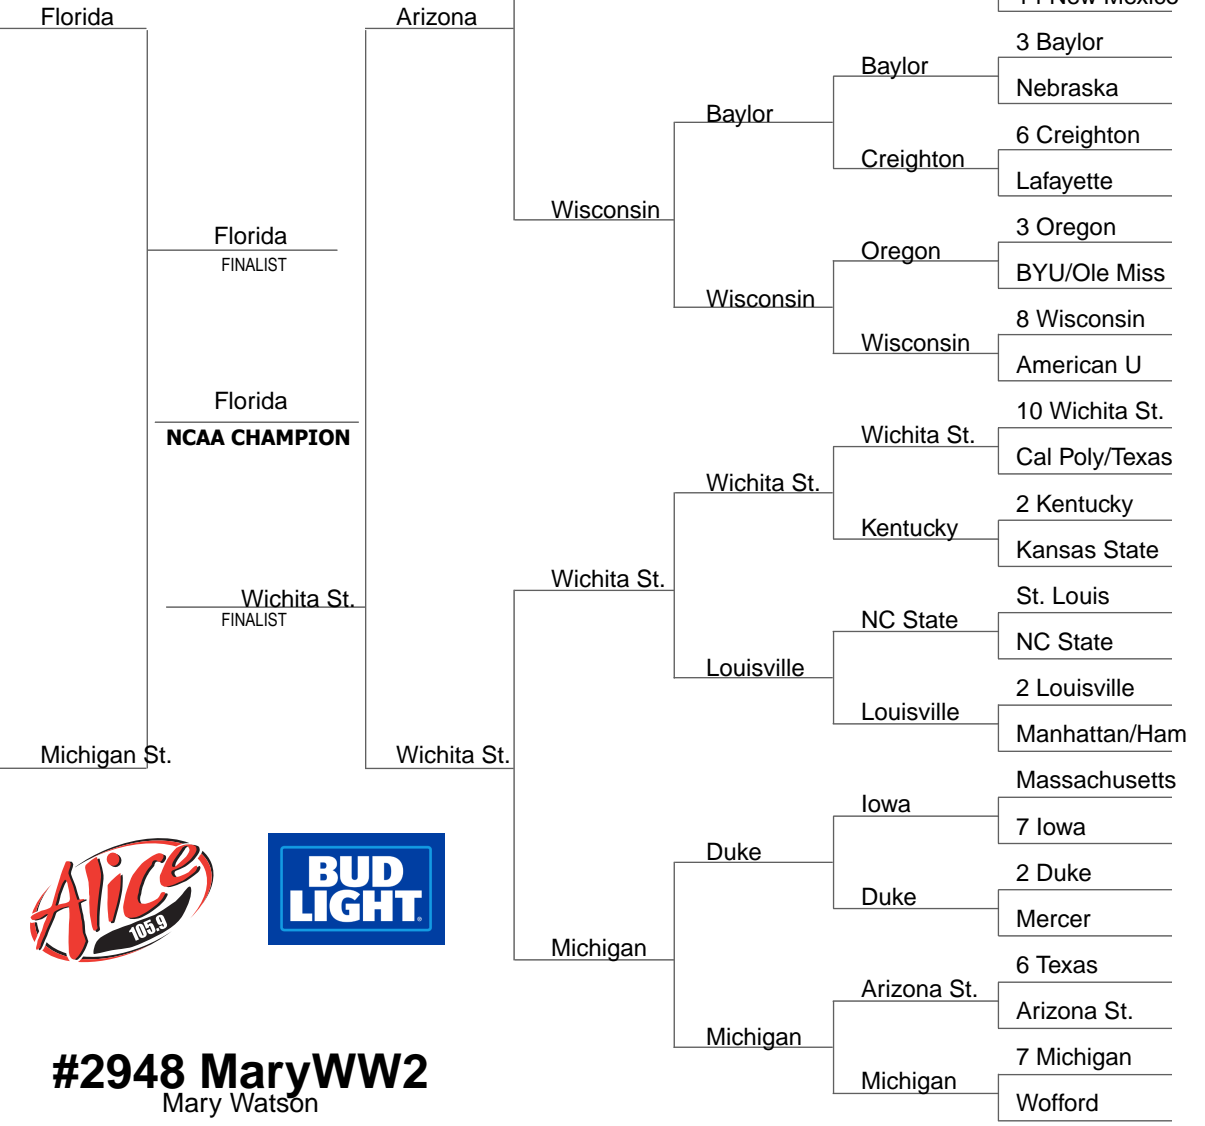 Florida
Arizona
3 Baylor
Baylor
Nebraska
Baylor
6 Creighton
Creighton
Lafayette
Wisconsin
3 Oregon
Florida
Oregon
FINALIST
BYU/Ole Miss
Wisconsin
8 Wisconsin
Wisconsin
American U
Florida
10 Wichita St.
NCAA CHAMPION
Wichita St.
Cal Poly/Texas
Wichita St.
2 Kentucky
Kentucky
Kansas State
Wichita St.
Wichita St.
St. Louis
FINALIST
NC State
NC State
Louisville
2 Louisville
Louisville
Manhattan/Ham
Michigan St.
Wichita St.
Massachusetts
Iowa
7 Iowa
Duke
2 Duke
Duke
Mercer
Alice
105.9
BUD
LIGHT
Michigan
6 Texas
Arizona St.
Arizona St.
Michigan
7 Michigan
Michigan
Wofford
#2948 MaryWW2
Mary Watson